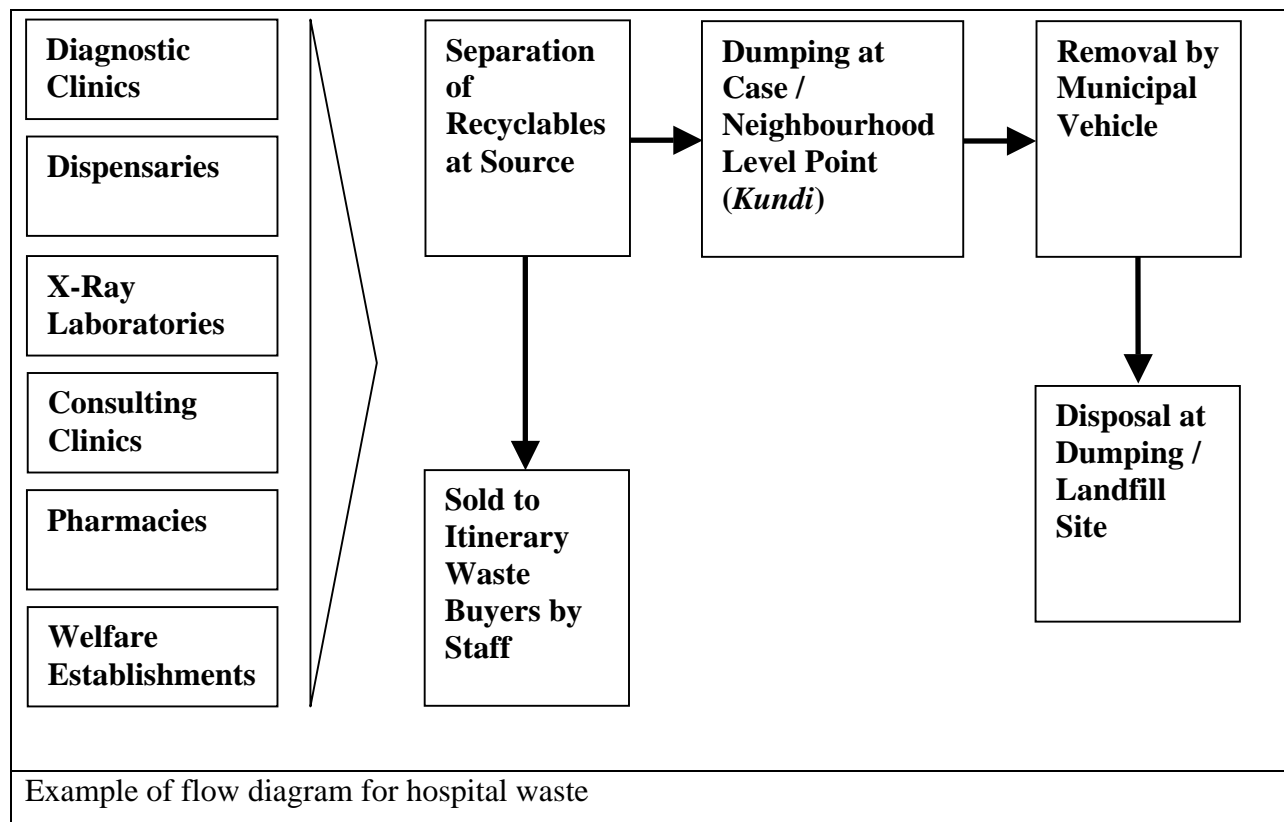 Diagnostic
Clinics
Dispensaries
X-Ray
Laboratories
Consulting
Clinics
Pharmacies
Welfare
Establishments
Separation
of
Recyclables
at Source
Sold to
Itinerary
Waste
Buyers by
Staff
Dumping at
Case /
Neighbourhood
Level Point
(Kundi)
Removal by
Municipal
Vehicle
Disposal at
Dumping /
Landfill
Site
Example of flow diagram for hospital waste